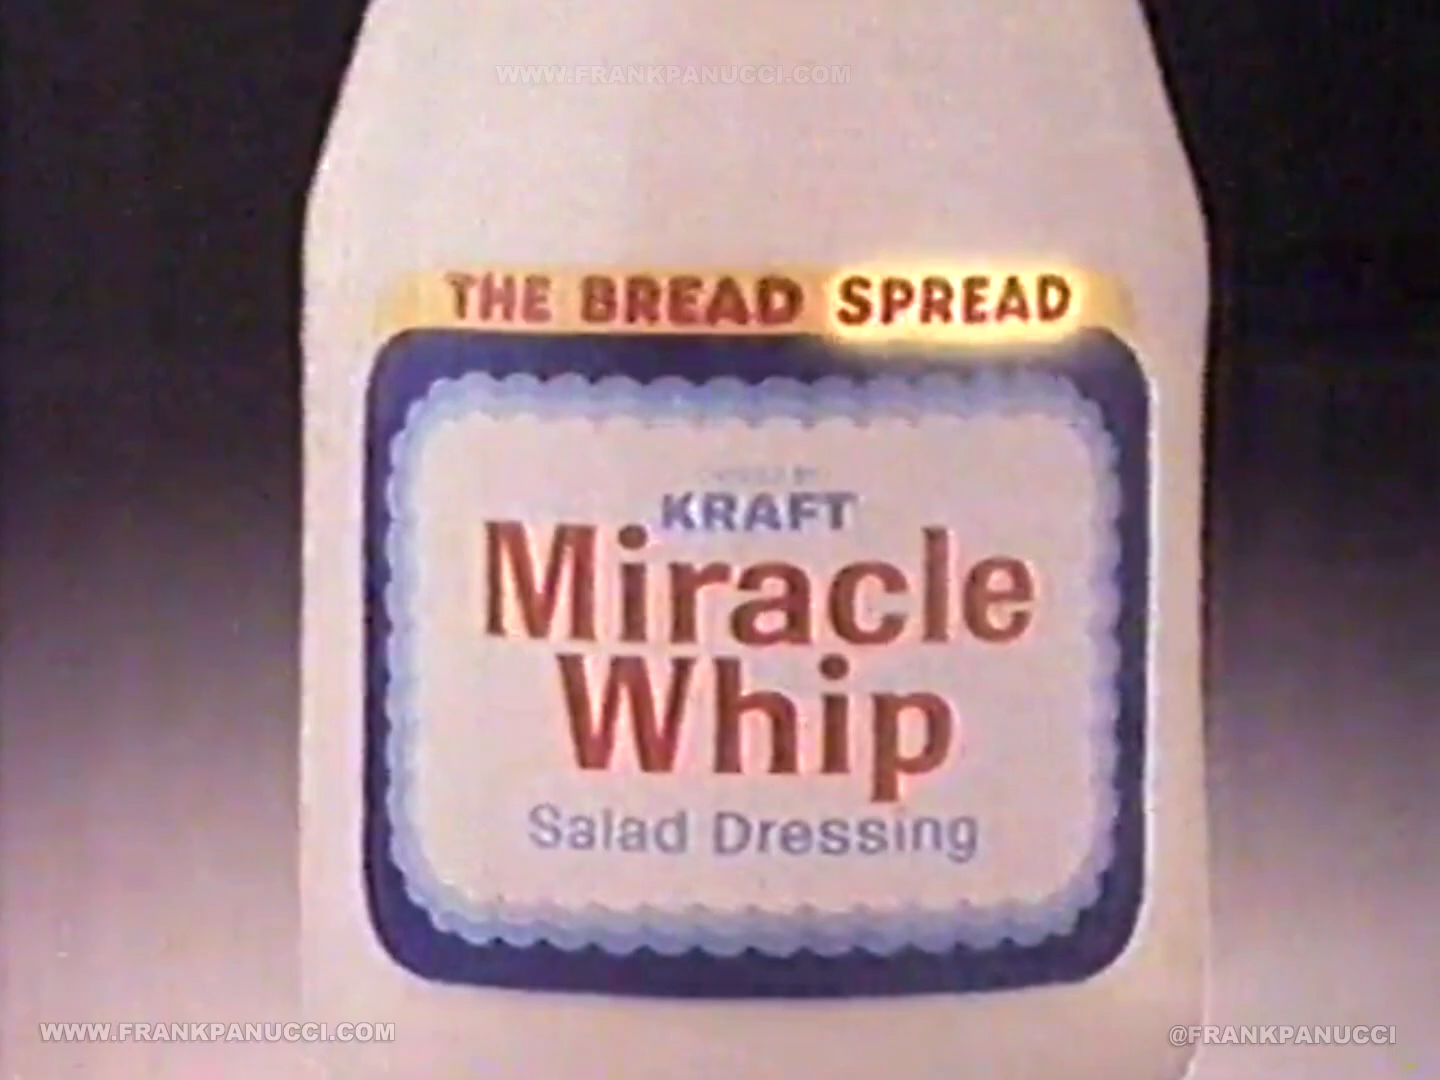 WWW.FRANKPANUCCI.COM
THE BREAD SPREAD
KRAFT
Miracle
Whip
Salad Dressing
WWW.FRANKPANUCCI.COM
@FRANKPANUCCI